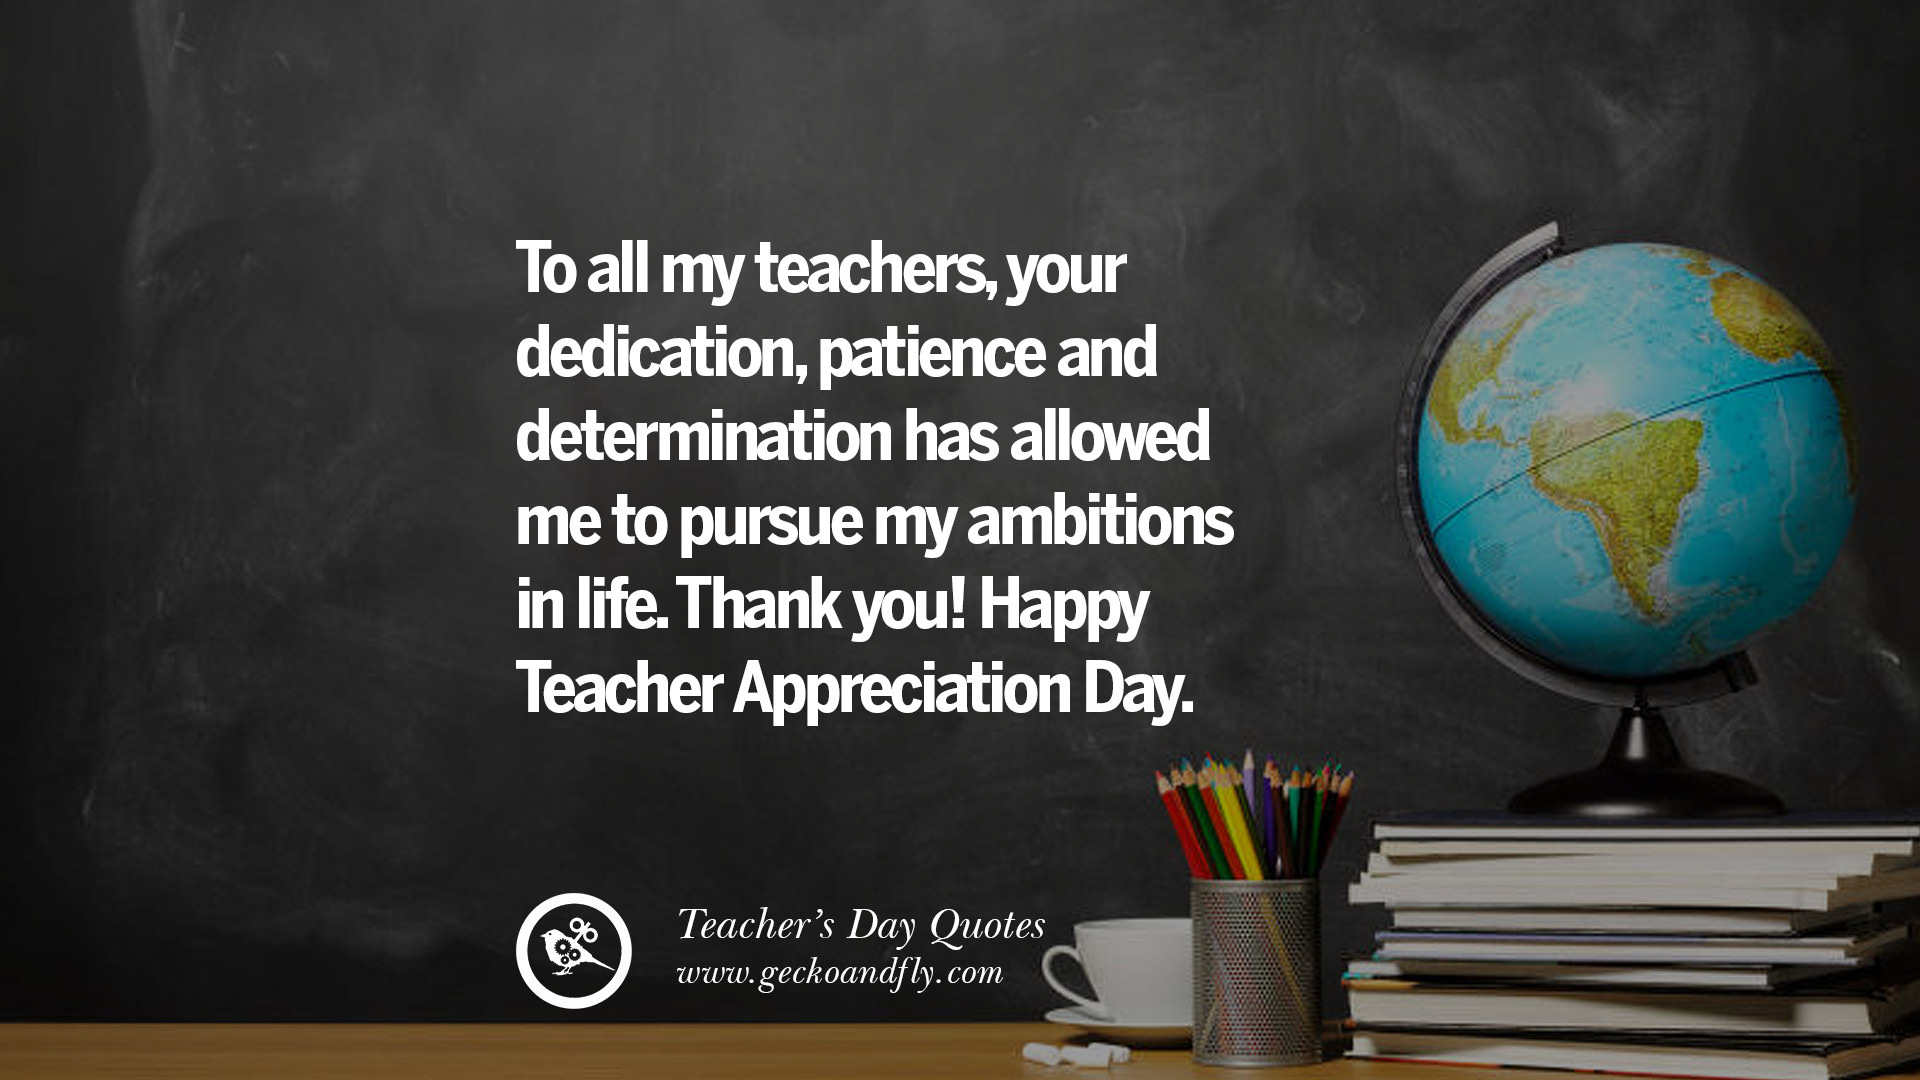 To all my teachers, your
dedication, patience and
determination has allowed
me to pursue my ambitions
in life. Thank you! Happy
Teacher Appreciation Day.
Teacher's Day Quotes
www.geckoandfly.com